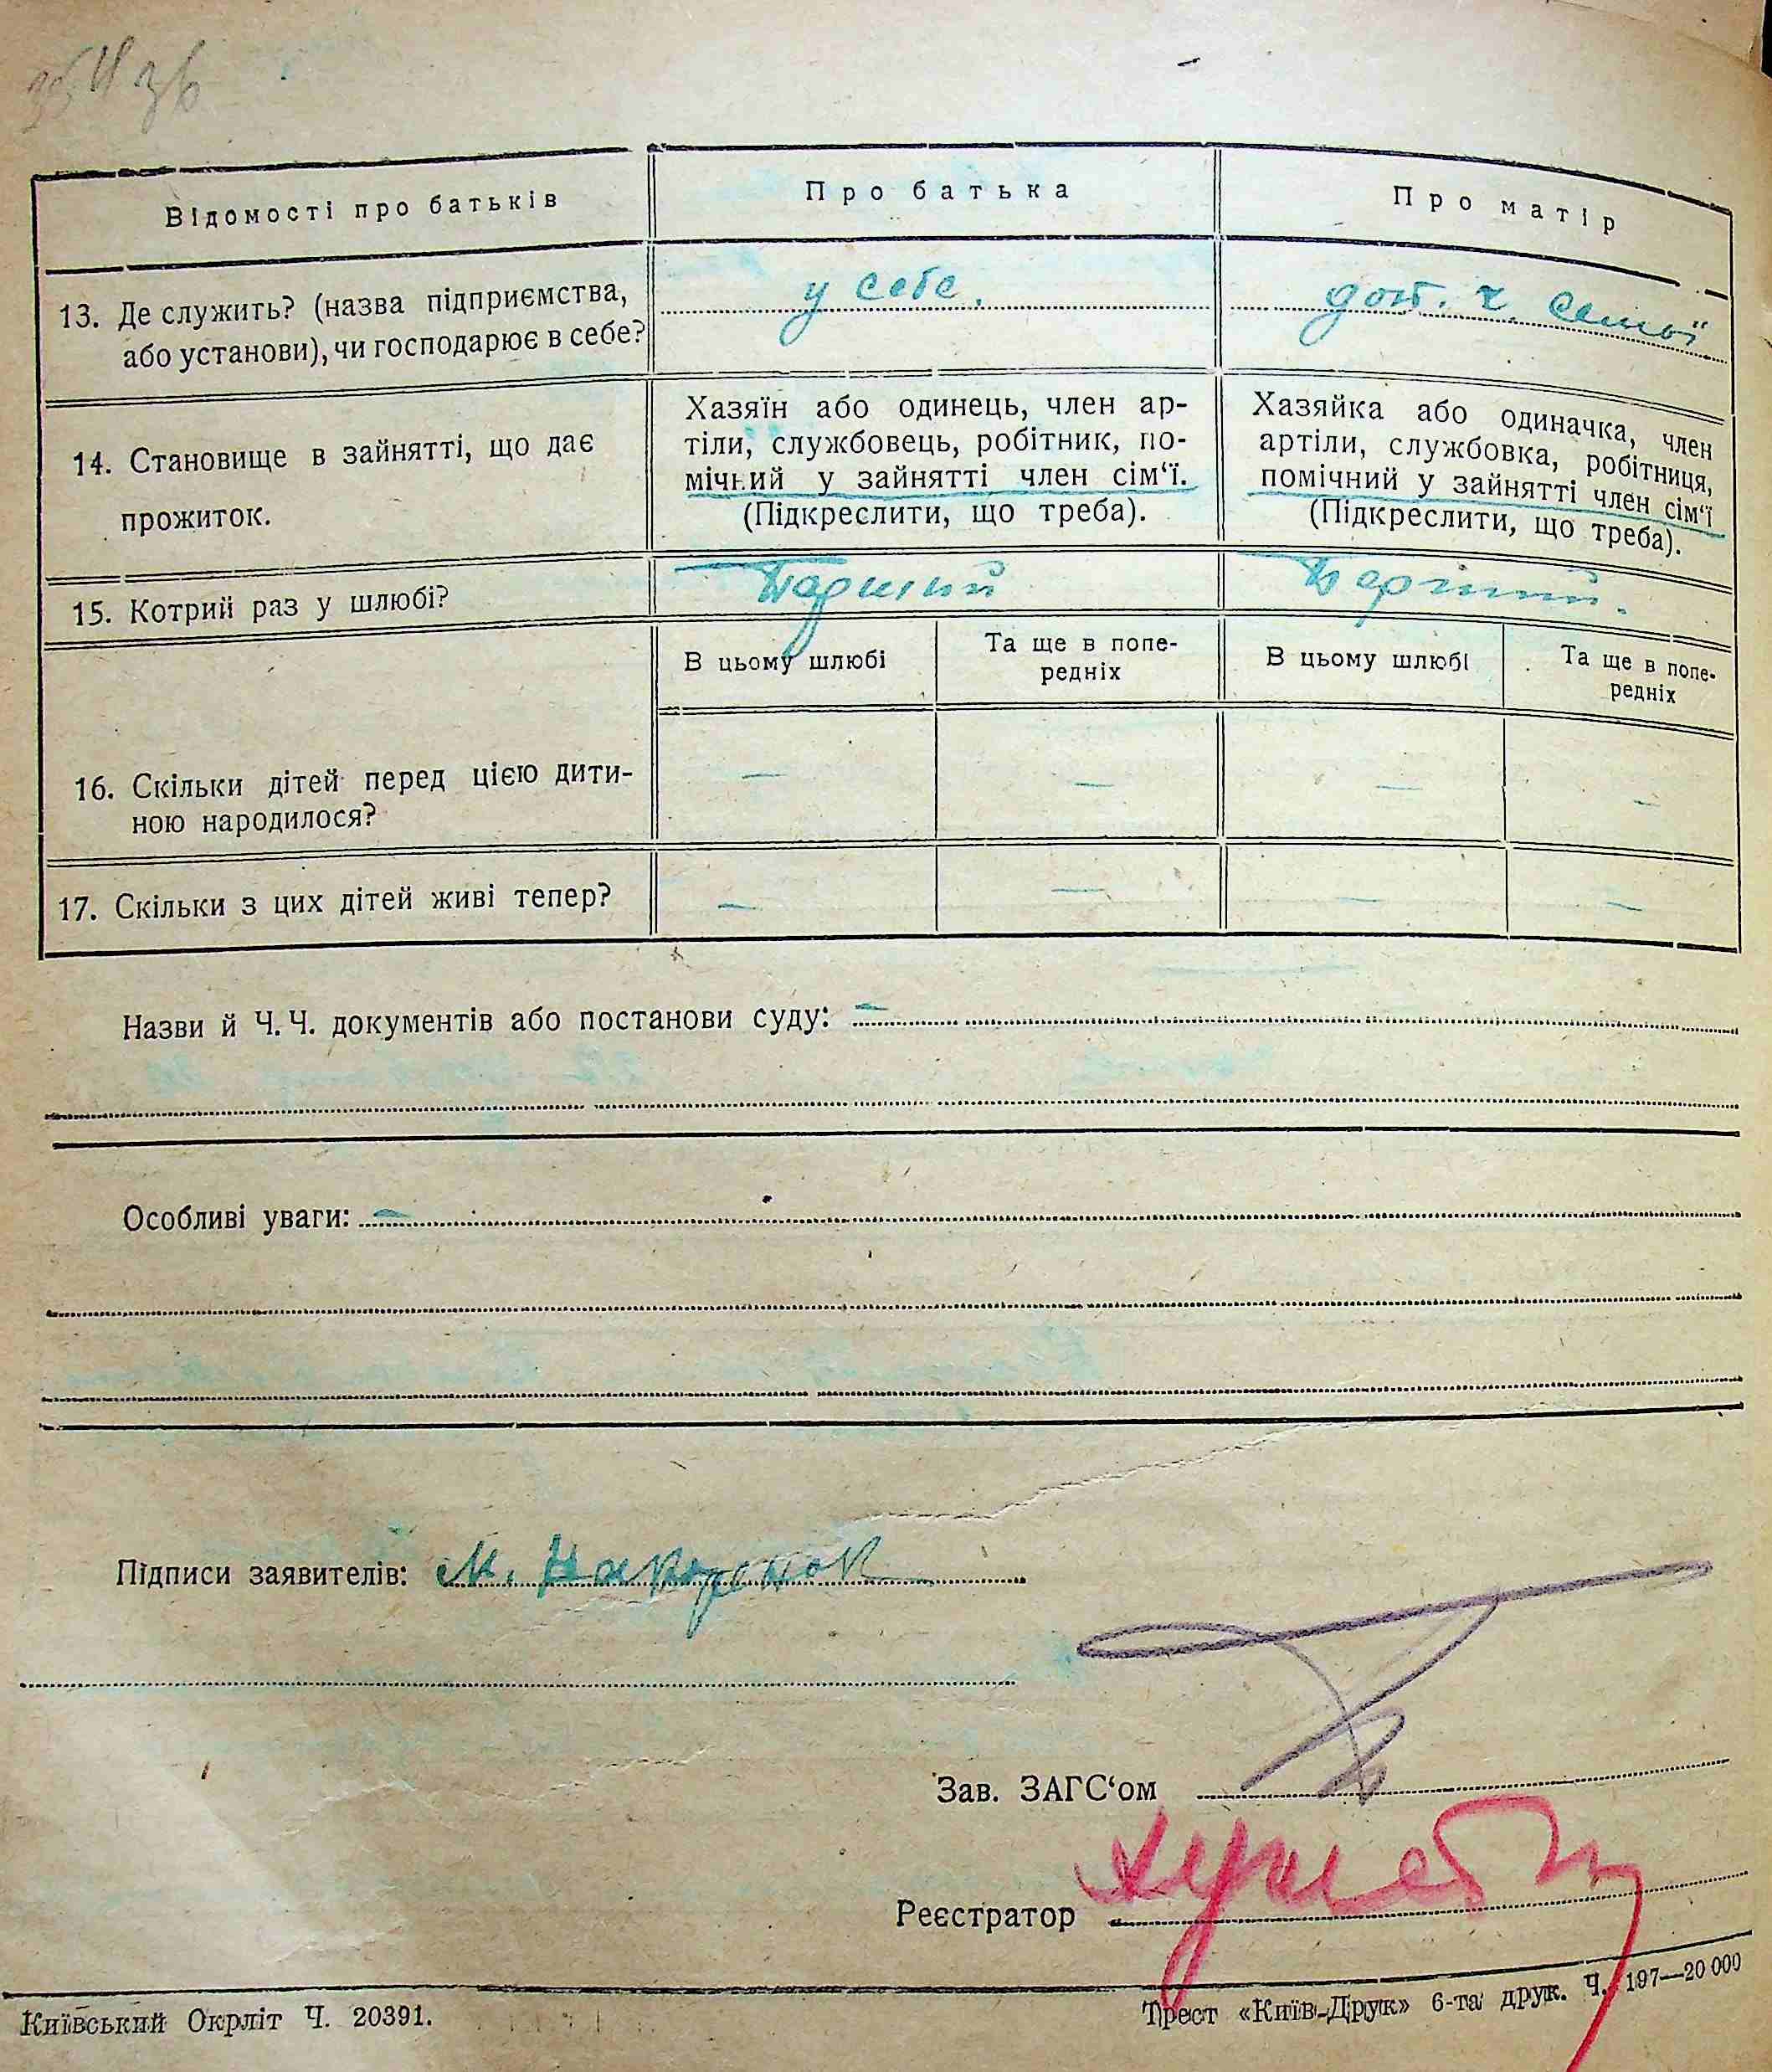 Відомості про батьків
Про батька
Про матір
13. Де служить? (назва підприємства,
або установи), чи господарює в себе?
у себе.
14. Становище в зайнятті, що дає
прожиток.
Хазяїн або одинець, член ар-
тіли, службовець, робітник, по-
мічний у зайнятті член сім‘ї.
(Підкреслити, що треба).
Хазяйка або одиначка, член
артіли, службовка, робітниця,
помічний у зайнятті член сім‘ї
(Підкреслити, що треба).
15. Котрий раз у шлюбі?
Перший
Перший.
В цьому шлюбі
Та ще в попе-
редніх
В цьому шлюбі
Та ще в попе-
редніх
16. Скільки дітей перед цією дити-
ною народилося?
— — — —
17. Скільки з цих дітей живі тепер?
— — — —
Назви й Ч. Ч. документів або постанови суду: —
Особливі уваги: —
Підписи заявителів: М.
Зав. ЗАГС‘ом
Реєстратор
Київський Окрліт Ч. 20391.
Трест «Київ-Друк» 6-та друк. Ч. 197—20 000